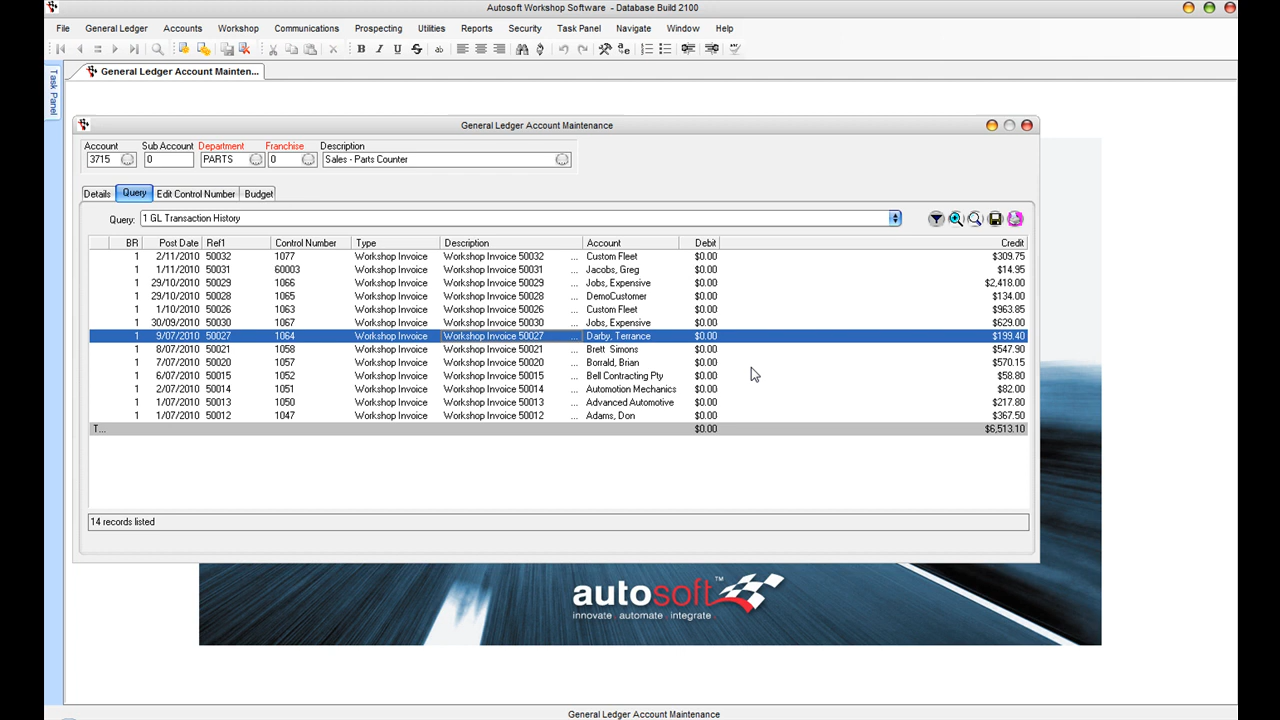 Autosoft Workshop Software - Database Build 2100
File General Ledger Accounts Workshop Communications Prospecting Utilities Reports Security Task Panel Navigate Window Help
B I U S ab
Task Panel
General Ledger Account Mainten...
General Ledger Account Maintenance
Account Sub Account Department Franchise Description
3715 0 PARTS 0 Sales - Parts Counter
Details Query Edit Control Number Budget
Query: 1 GL Transaction History
BR Post Date Ref1 Control Number Type Description Account Debit Credit
1 2/11/2010 50032 1077 Workshop Invoice Workshop Invoice 50032 ... Custom Fleet $0.00 $309.75
1 1/11/2010 50031 60003 Workshop Invoice Workshop Invoice 50031 ... Jacobs, Greg $0.00 $14.95
1 29/10/2010 50029 1066 Workshop Invoice Workshop Invoice 50029 ... Jobs, Expensive $0.00 $2,418.00
1 29/10/2010 50028 1065 Workshop Invoice Workshop Invoice 50028 ... DemoCustomer $0.00 $134.00
1 1/10/2010 50026 1063 Workshop Invoice Workshop Invoice 50026 ... Custom Fleet $0.00 $963.85
1 30/09/2010 50030 1067 Workshop Invoice Workshop Invoice 50030 ... Jobs, Expensive $0.00 $629.00
1 9/07/2010 50027 1064 Workshop Invoice Workshop Invoice 50027 ... Darby, Terrance $0.00 $199.40
1 8/07/2010 50021 1058 Workshop Invoice Workshop Invoice 50021 ... Brett Simons $0.00 $547.90
1 7/07/2010 50020 1057 Workshop Invoice Workshop Invoice 50020 ... Borrald, Brian $0.00 $570.15
1 6/07/2010 50015 1052 Workshop Invoice Workshop Invoice 50015 ... Bell Contracting Pty $0.00 $58.80
1 2/07/2010 50014 1051 Workshop Invoice Workshop Invoice 50014 ... Automotion Mechanics $0.00 $82.00
1 1/07/2010 50013 1050 Workshop Invoice Workshop Invoice 50013 ... Advanced Automotive $0.00 $217.80
1 1/07/2010 50012 1047 Workshop Invoice Workshop Invoice 50012 ... Adams, Don $0.00 $367.50
T... $0.00 $6,513.10
14 records listed
autosoft™
innovate automate integrate
General Ledger Account Maintenance